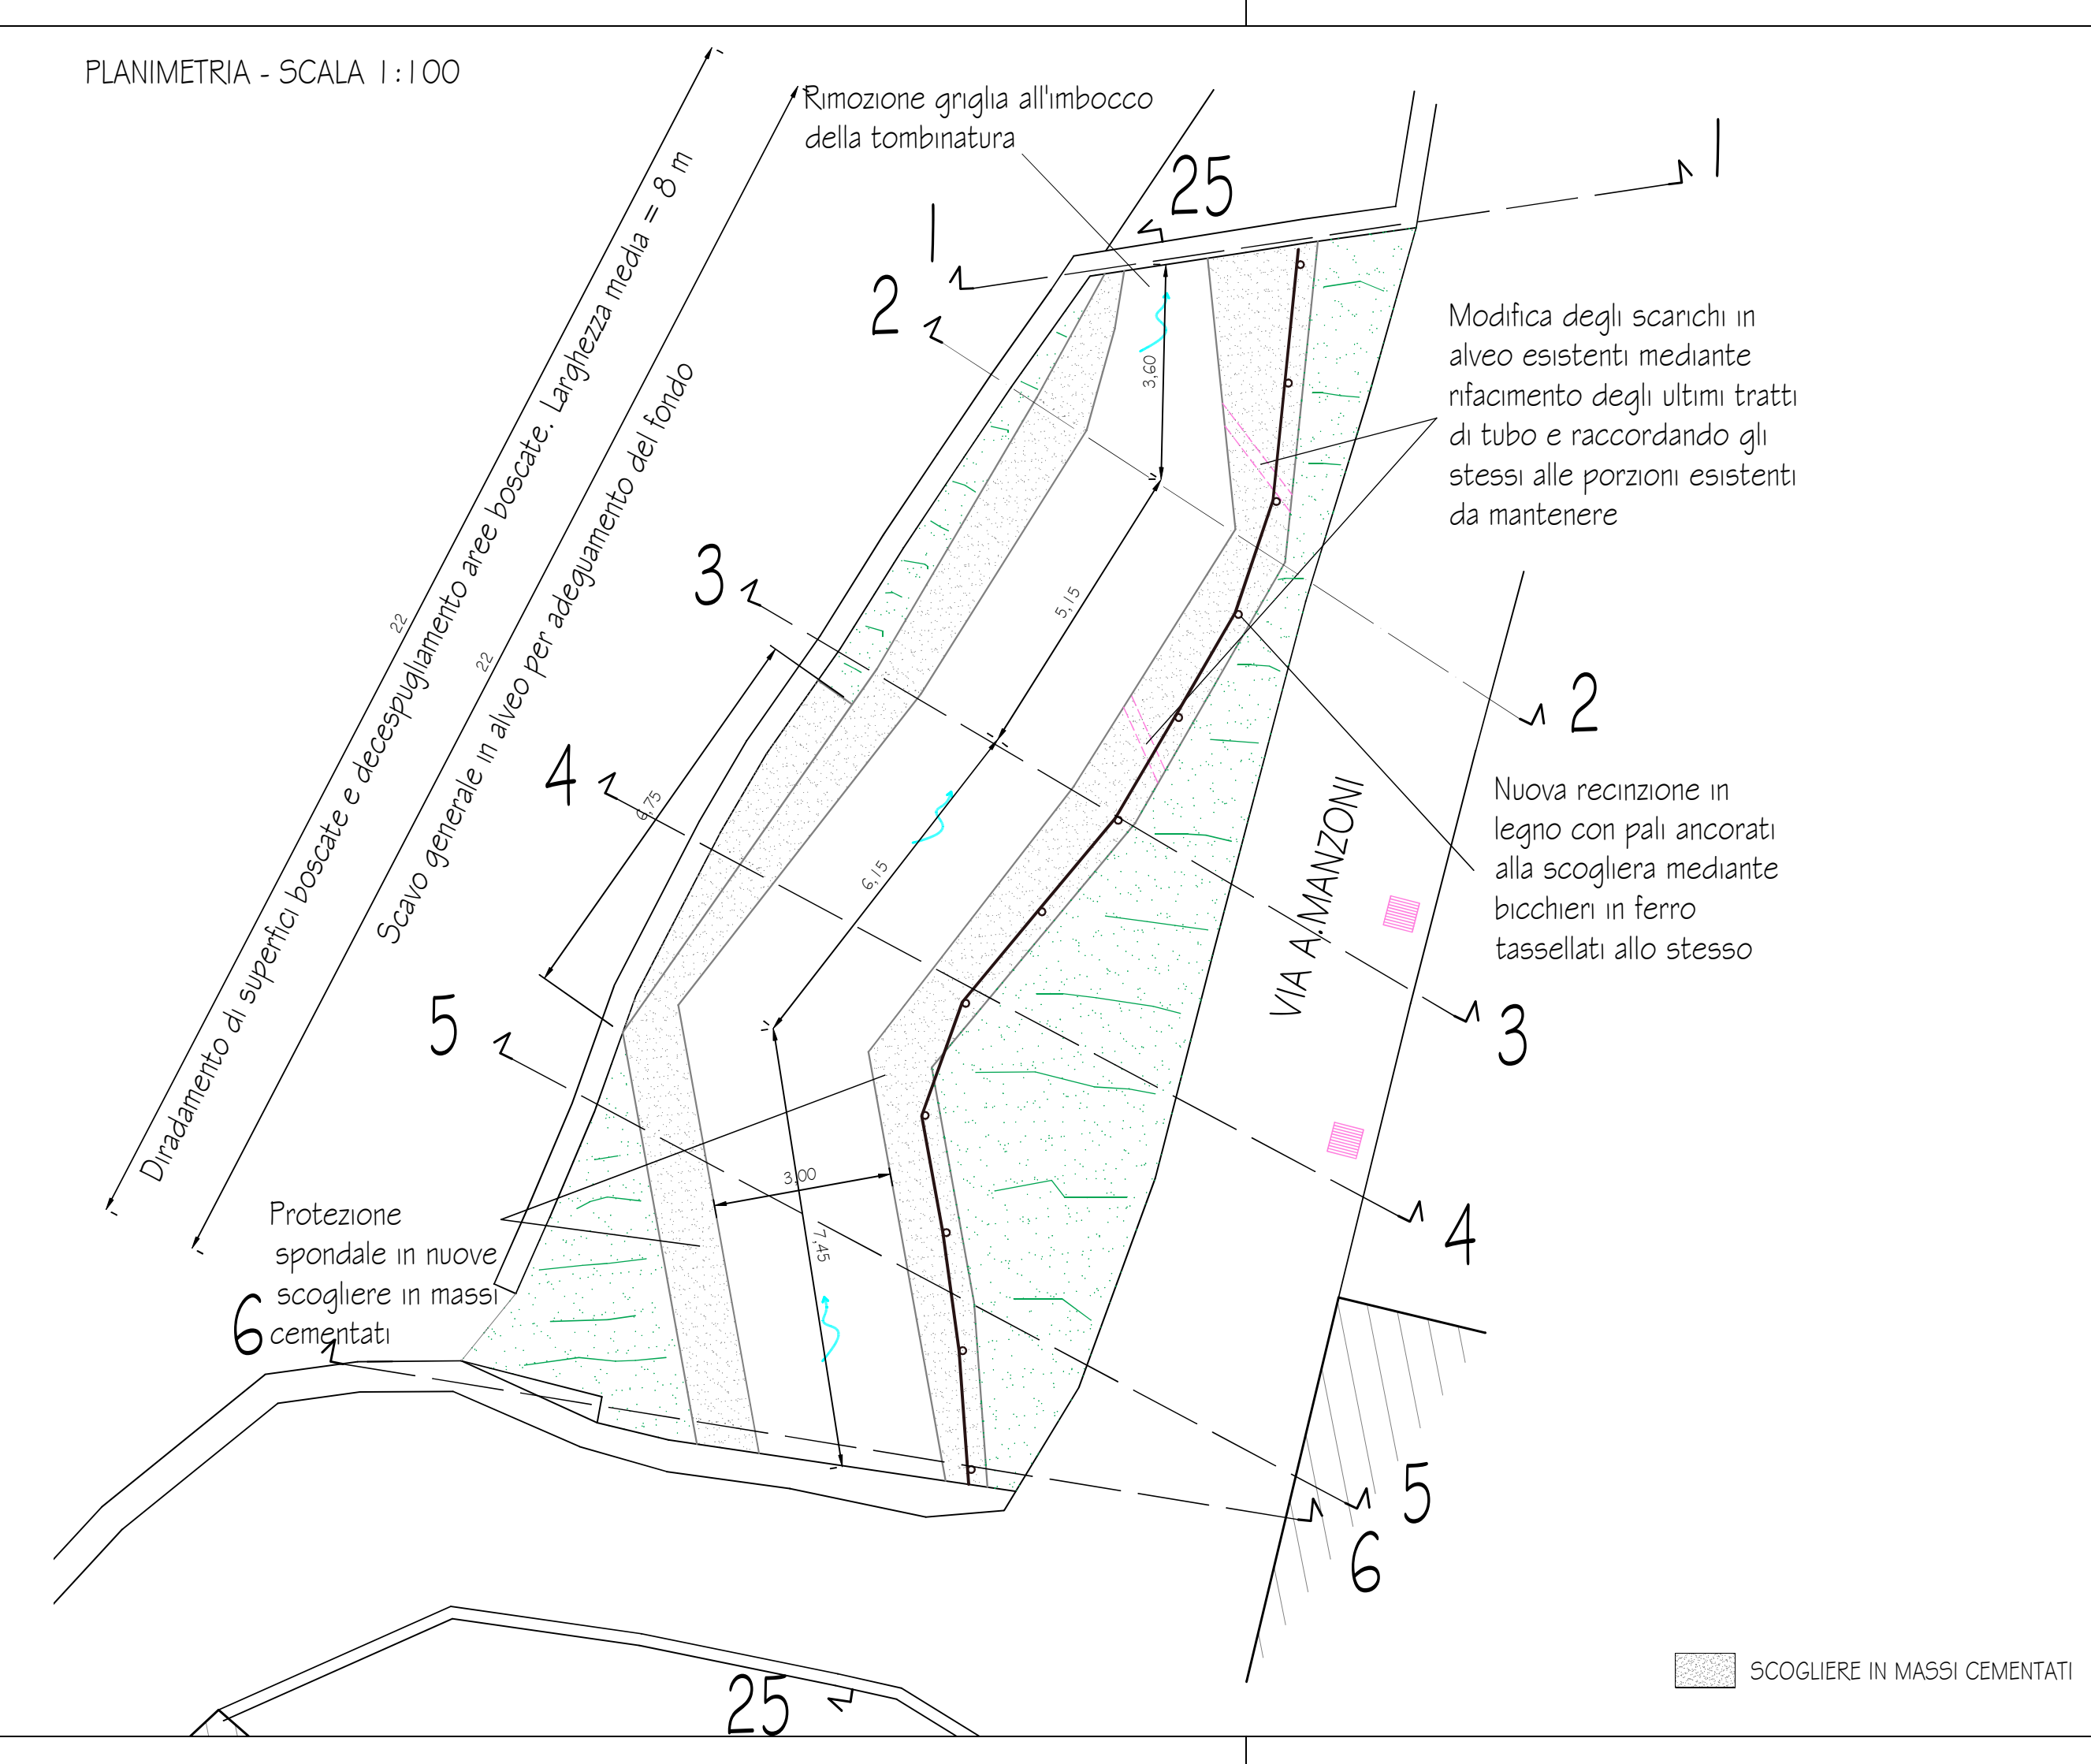 PLANIMETRIA - SCALA 1:100
Rimozione griglia all'imbocco
della tombinatura
25
1
1
2
Diradamento di superfici boscate e decespugliamento aree boscate. Larghezza media = 8 m
22
Scavo generale in alveo per adeguamento del fondo
22
3,60
Modifica degli scarichi in
alveo esistenti mediante
rifacimento degli ultimi tratti
di tubo e raccordando gli
stessi alle porzioni esistenti
da mantenere
3
5,15
2
4
6,75
6,15
VIA A.MANZONI
Nuova recinzione in
legno con pali ancorati
alla scogliera mediante
bicchieri in ferro
tassellati allo stesso
5
3
3,00
7,45
4
Protezione
spondale in nuove
scogliere in massi
cementati
6
5
6
25
SCOGLIERE IN MASSI CEMENTATI